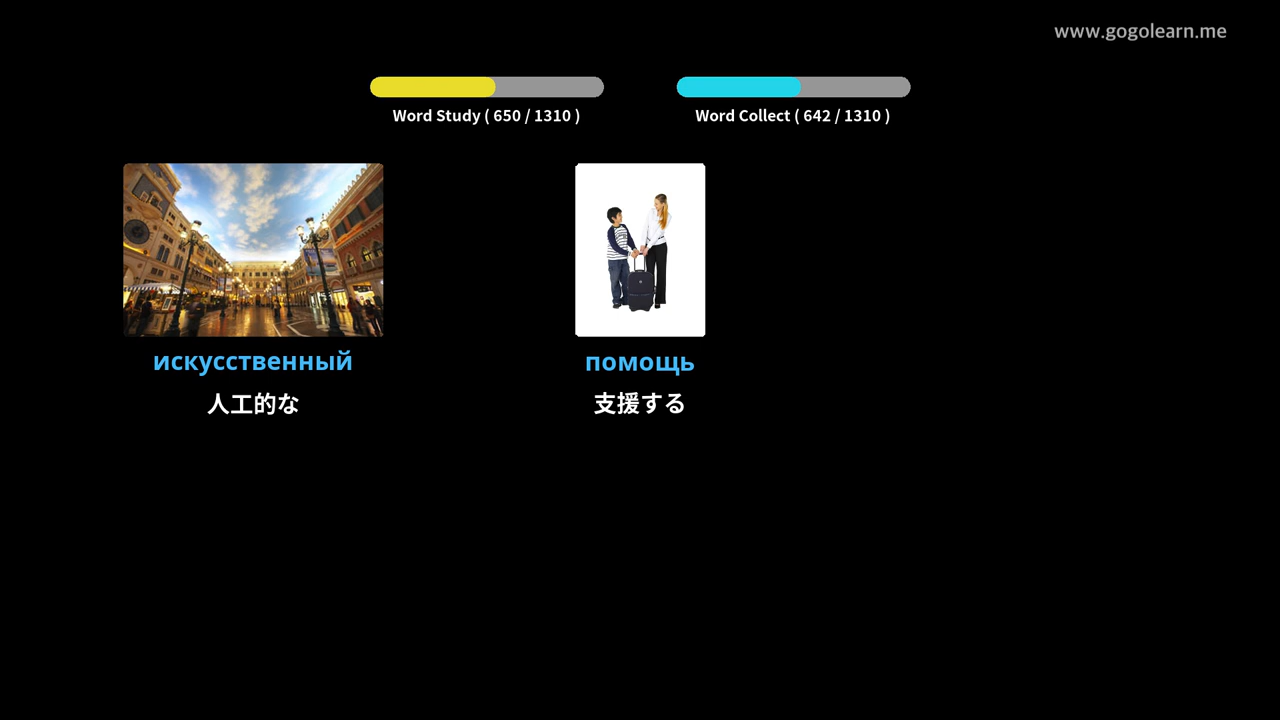 www.gogolearn.me
Word Study ( 650 / 1310 )
Word Collect ( 642 / 1310 )
искусственный
помощь
人工的な
支援する